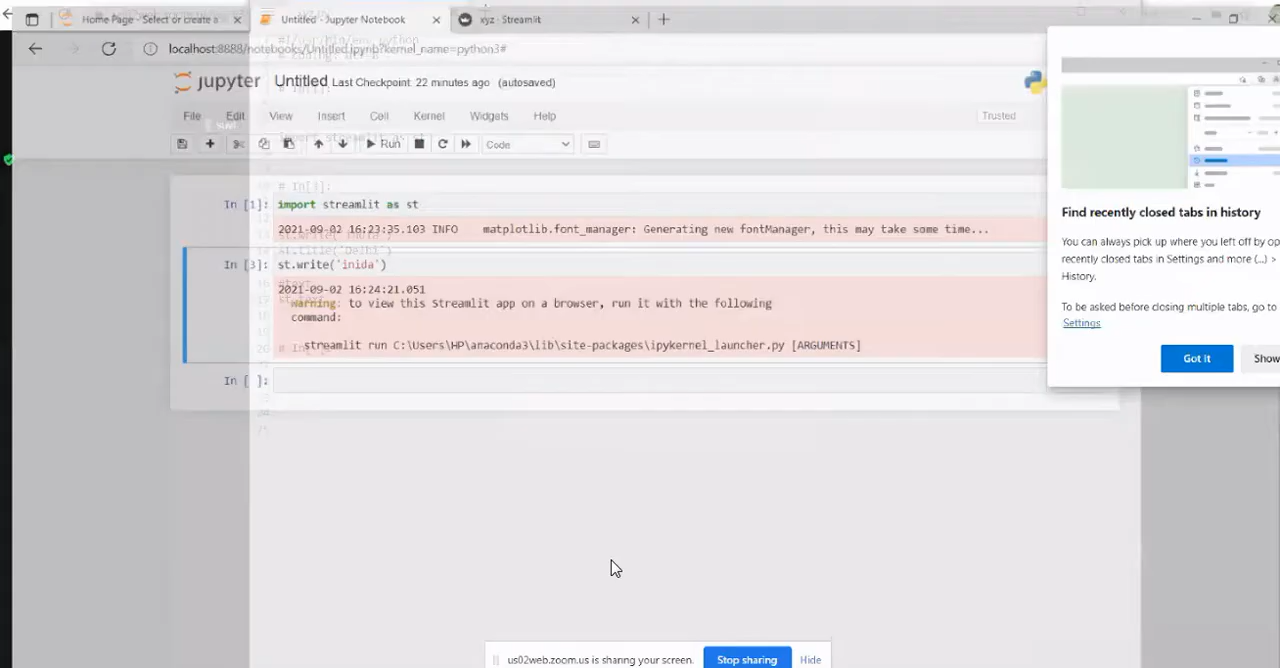 Home Page - Select or create a
Untitled - Jupyter Notebook
xyz · Streamlit
localhost:8888/notebooks/Untitled.ipynb?kernel_name=python3#
jupyter Untitled Last Checkpoint 22 minutes ago (autosaved)
File Edit View Insert Cell Kernel Widgets Help
Trusted
Run Code
# In[3]:
In [1]: import streamlit as st
2021-09-02 16:23:35.103 INFO matplotlib.font_manager: Generating new fontManager, this may take some time...
In [3]: st.write('inida')
2021-09-02 16:24:21.051
Warning: to view this Streamlit app on a browser, run it with the following
command:
streamlit run C:\Users\HP\anaconda3\lib\site-packages\ipykernel_launcher.py [ARGUMENTS]
In [ ]:
Find recently closed tabs in history
You can always pick up where you left off by op
recently closed tabs in Settings and more (...) >
History.
To be asked before closing multiple tabs, go to
Settings
Got it
Show
us02web.zoom.us is sharing your screen.
Stop sharing
Hide